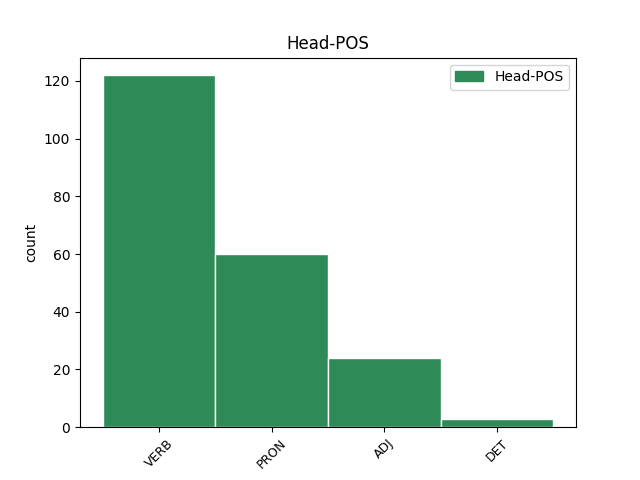 Head-POS
Head-POS
120
100
80
60
40
20
0
count
VERB
PRON
ADJ
DET